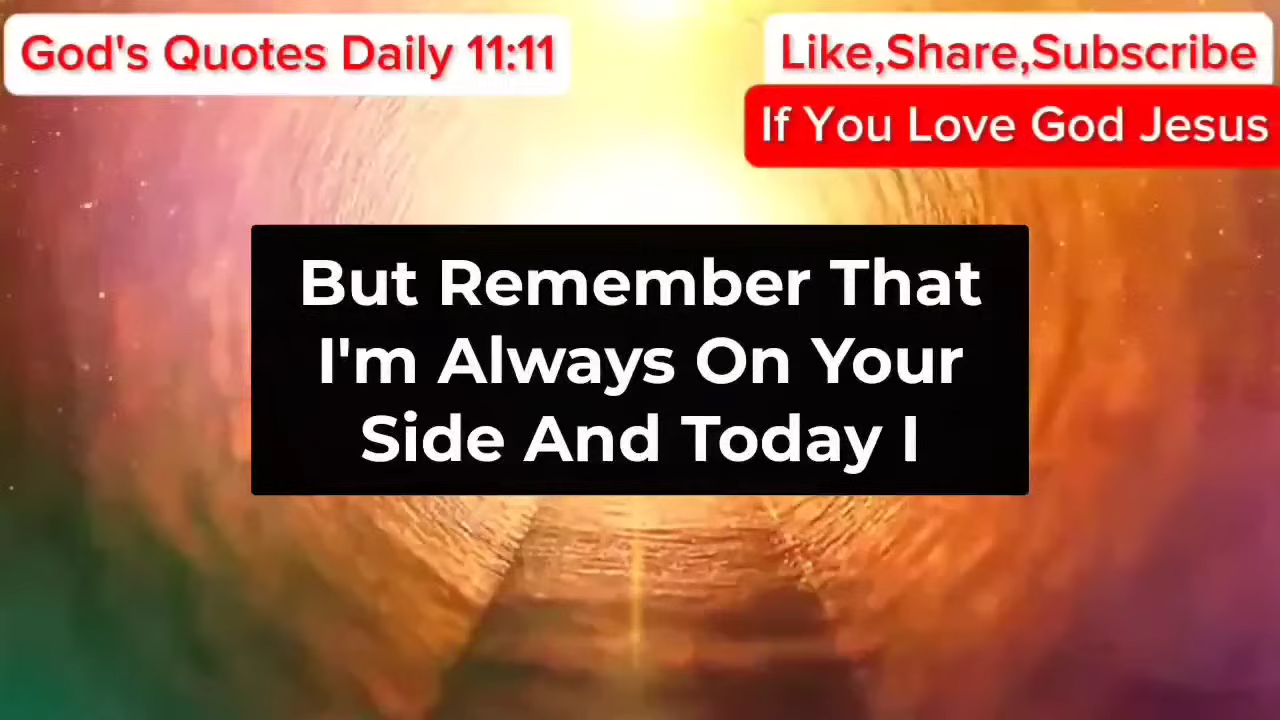 God's Quotes Daily 11:11
Like,Share,Subscribe
If You Love God Jesus
But Remember That
I'm Always On Your
Side And Today I